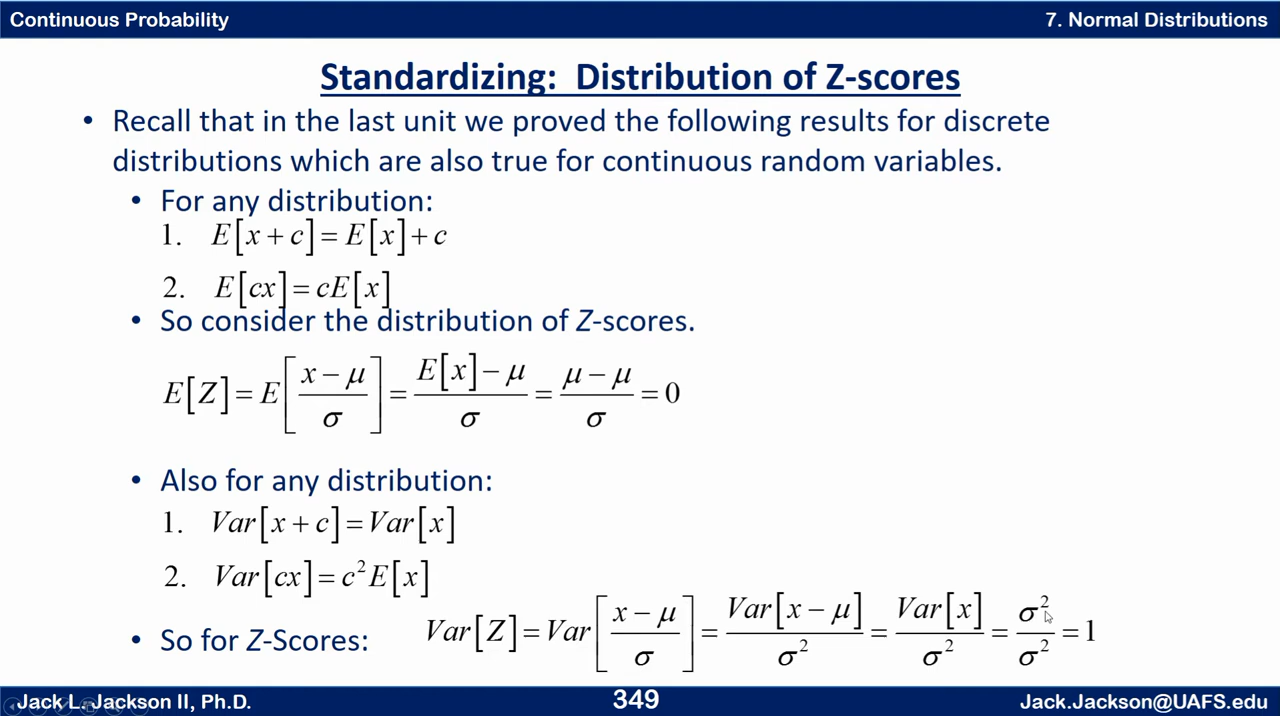 Continuous Probability 7. Normal Distributions
Standardizing: Distribution of Z-scores
• Recall that in the last unit we proved the following results for discrete
distributions which are also true for continuous random variables.
• For any distribution:
1. E[x + c] = E[x] + c
2. E[cx] = cE[x]
• So consider the distribution of Z-scores.
E[Z] = E[(x − μ)/σ] = (E[x] − μ)/σ = (μ − μ)/σ = 0
• Also for any distribution:
1. Var[x + c] = Var[x]
2. Var[cx] = c²E[x]
• So for Z-Scores: Var[Z] = Var[(x − μ)/σ] = Var[x − μ]/σ² = Var[x]/σ² = σ²/σ² = 1
Jack L. Jackson II, Ph.D. 349 Jack.Jackson@UAFS.edu